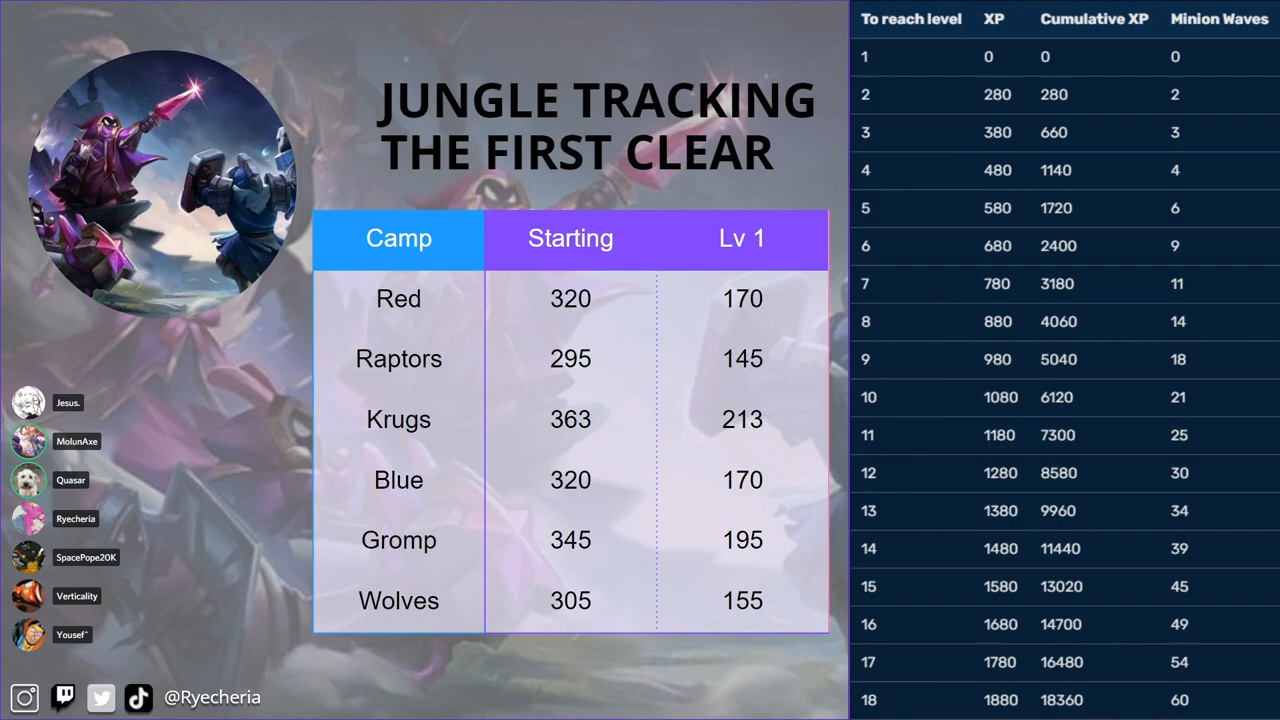 JUNGLE TRACKING
THE FIRST CLEAR
Camp Starting Lv 1
Red 320 170
Raptors 295 145
Krugs 363 213
Blue 320 170
Gromp 345 195
Wolves 305 155
Jesus.
MolunAxe
Quasar
Ryecheria
SpacePope20K
Verticality
Yousef^
@Ryecheria
To reach level XP Cumulative XP Minion Waves
1 0 0 0
2 280 280 2
3 380 660 3
4 480 1140 4
5 580 1720 6
6 680 2400 9
7 780 3180 11
8 880 4060 14
9 980 5040 18
10 1080 6120 21
11 1180 7300 25
12 1280 8580 30
13 1380 9960 34
14 1480 11440 39
15 1580 13020 45
16 1680 14700 49
17 1780 16480 54
18 1880 18360 60